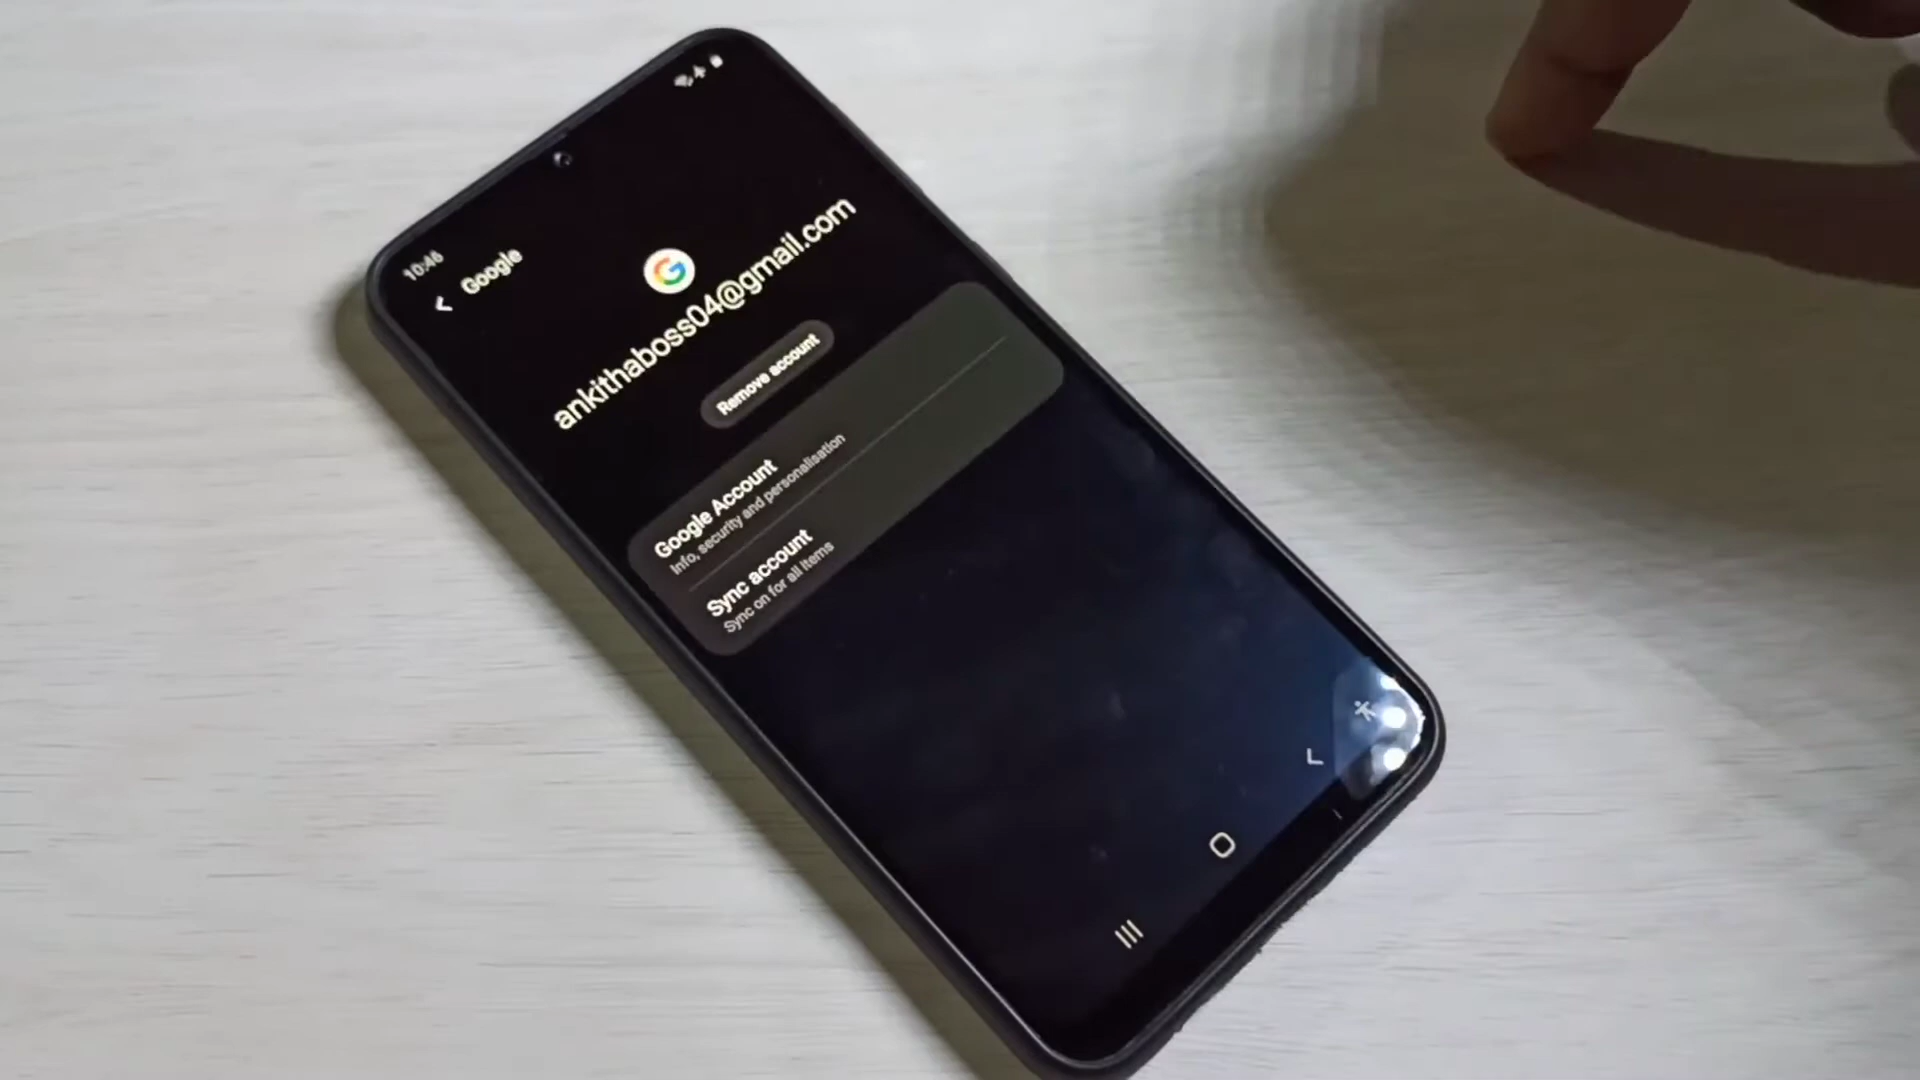 10:46
Google
ankithaboss04@gmail.com
Remove account
Google Account
Info, security and personalisation
Sync account
Sync on for all items